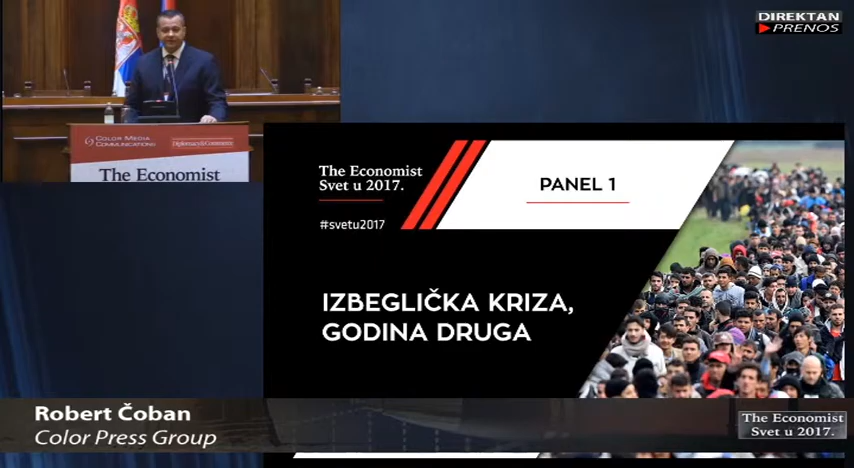 DIREKTAN
PRENOS
COLOR MEDIA
COMMUNICATIONS
Diplomacy&Commerce
The Economist
The Economist
Svet u 2017.
#svetu2017
PANEL 1
IZBEGLIČKA KRIZA,
GODINA DRUGA
Robert Čoban
Color Press Group
The Economist
Svet u 2017.